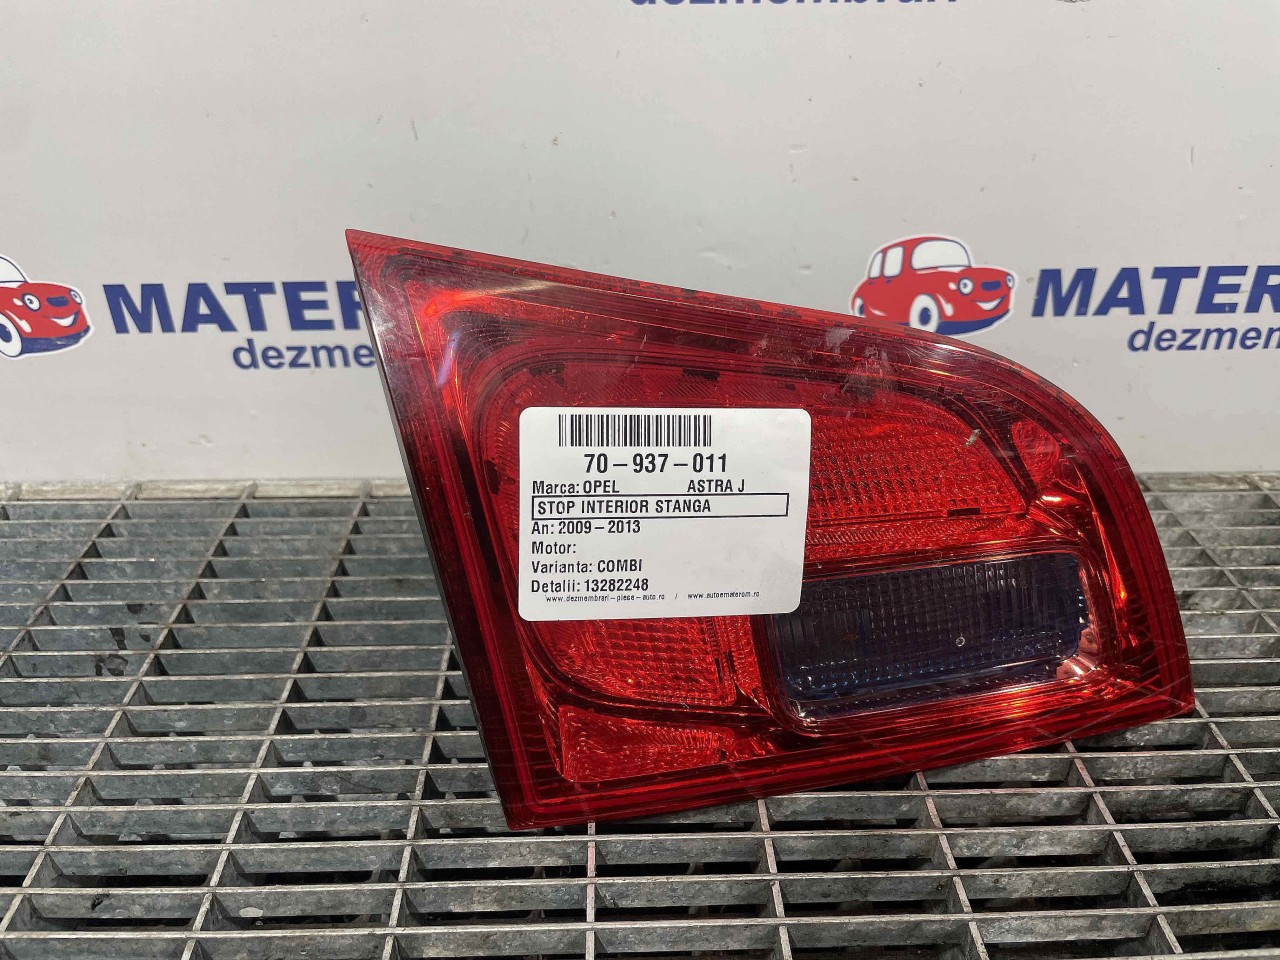 dezmembrari
MATER
dezmem
MATER
dezmem
70-937-011
Marca: OPEL ASTRA J
STOP INTERIOR STANGA
An: 2009-2013
Motor:
Varianta: COMBI
Detalii: 13282248
www.dezmembrari-piese-auto.ro / www.autoematerom.ro